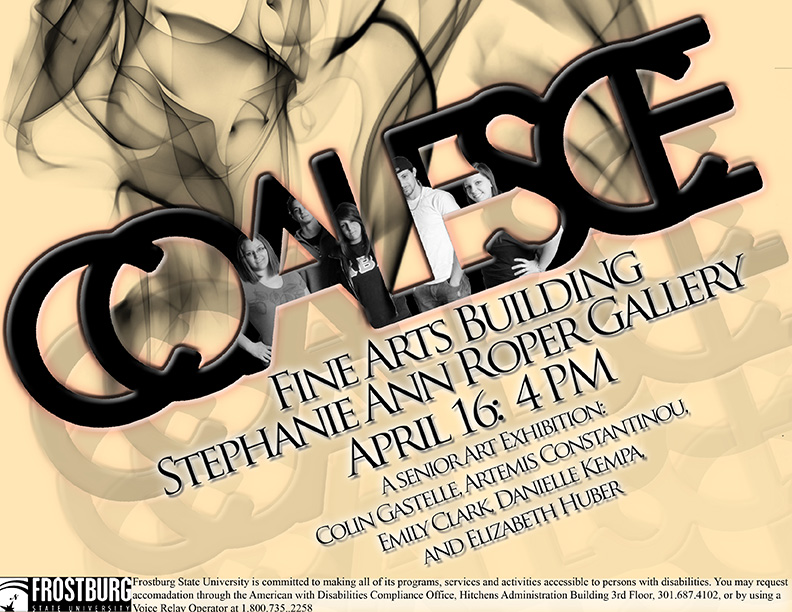 COALESCE
FINE ARTS BUILDING
STEPHANIE ANN ROPER GALLERY
APRIL 16: 4 PM
A SENIOR ART EXHIBITION:
COLIN GASTELLE, ARTEMIS CONSTANTINOU,
EMILY CLARK, DANIELLE KEMPA,
AND ELIZABETH HUBER
FROSTBURG
STATE UNIVERSITY
Frostburg State University is committed to making all of its programs, services and activities accessible to persons with disabilities. You may request
accomadation through the American with Disabilities Compliance Office, Hitchens Administration Building 3rd Floor, 301.687.4102, or by using a
Voice Relay Operator at 1.800.735..2258